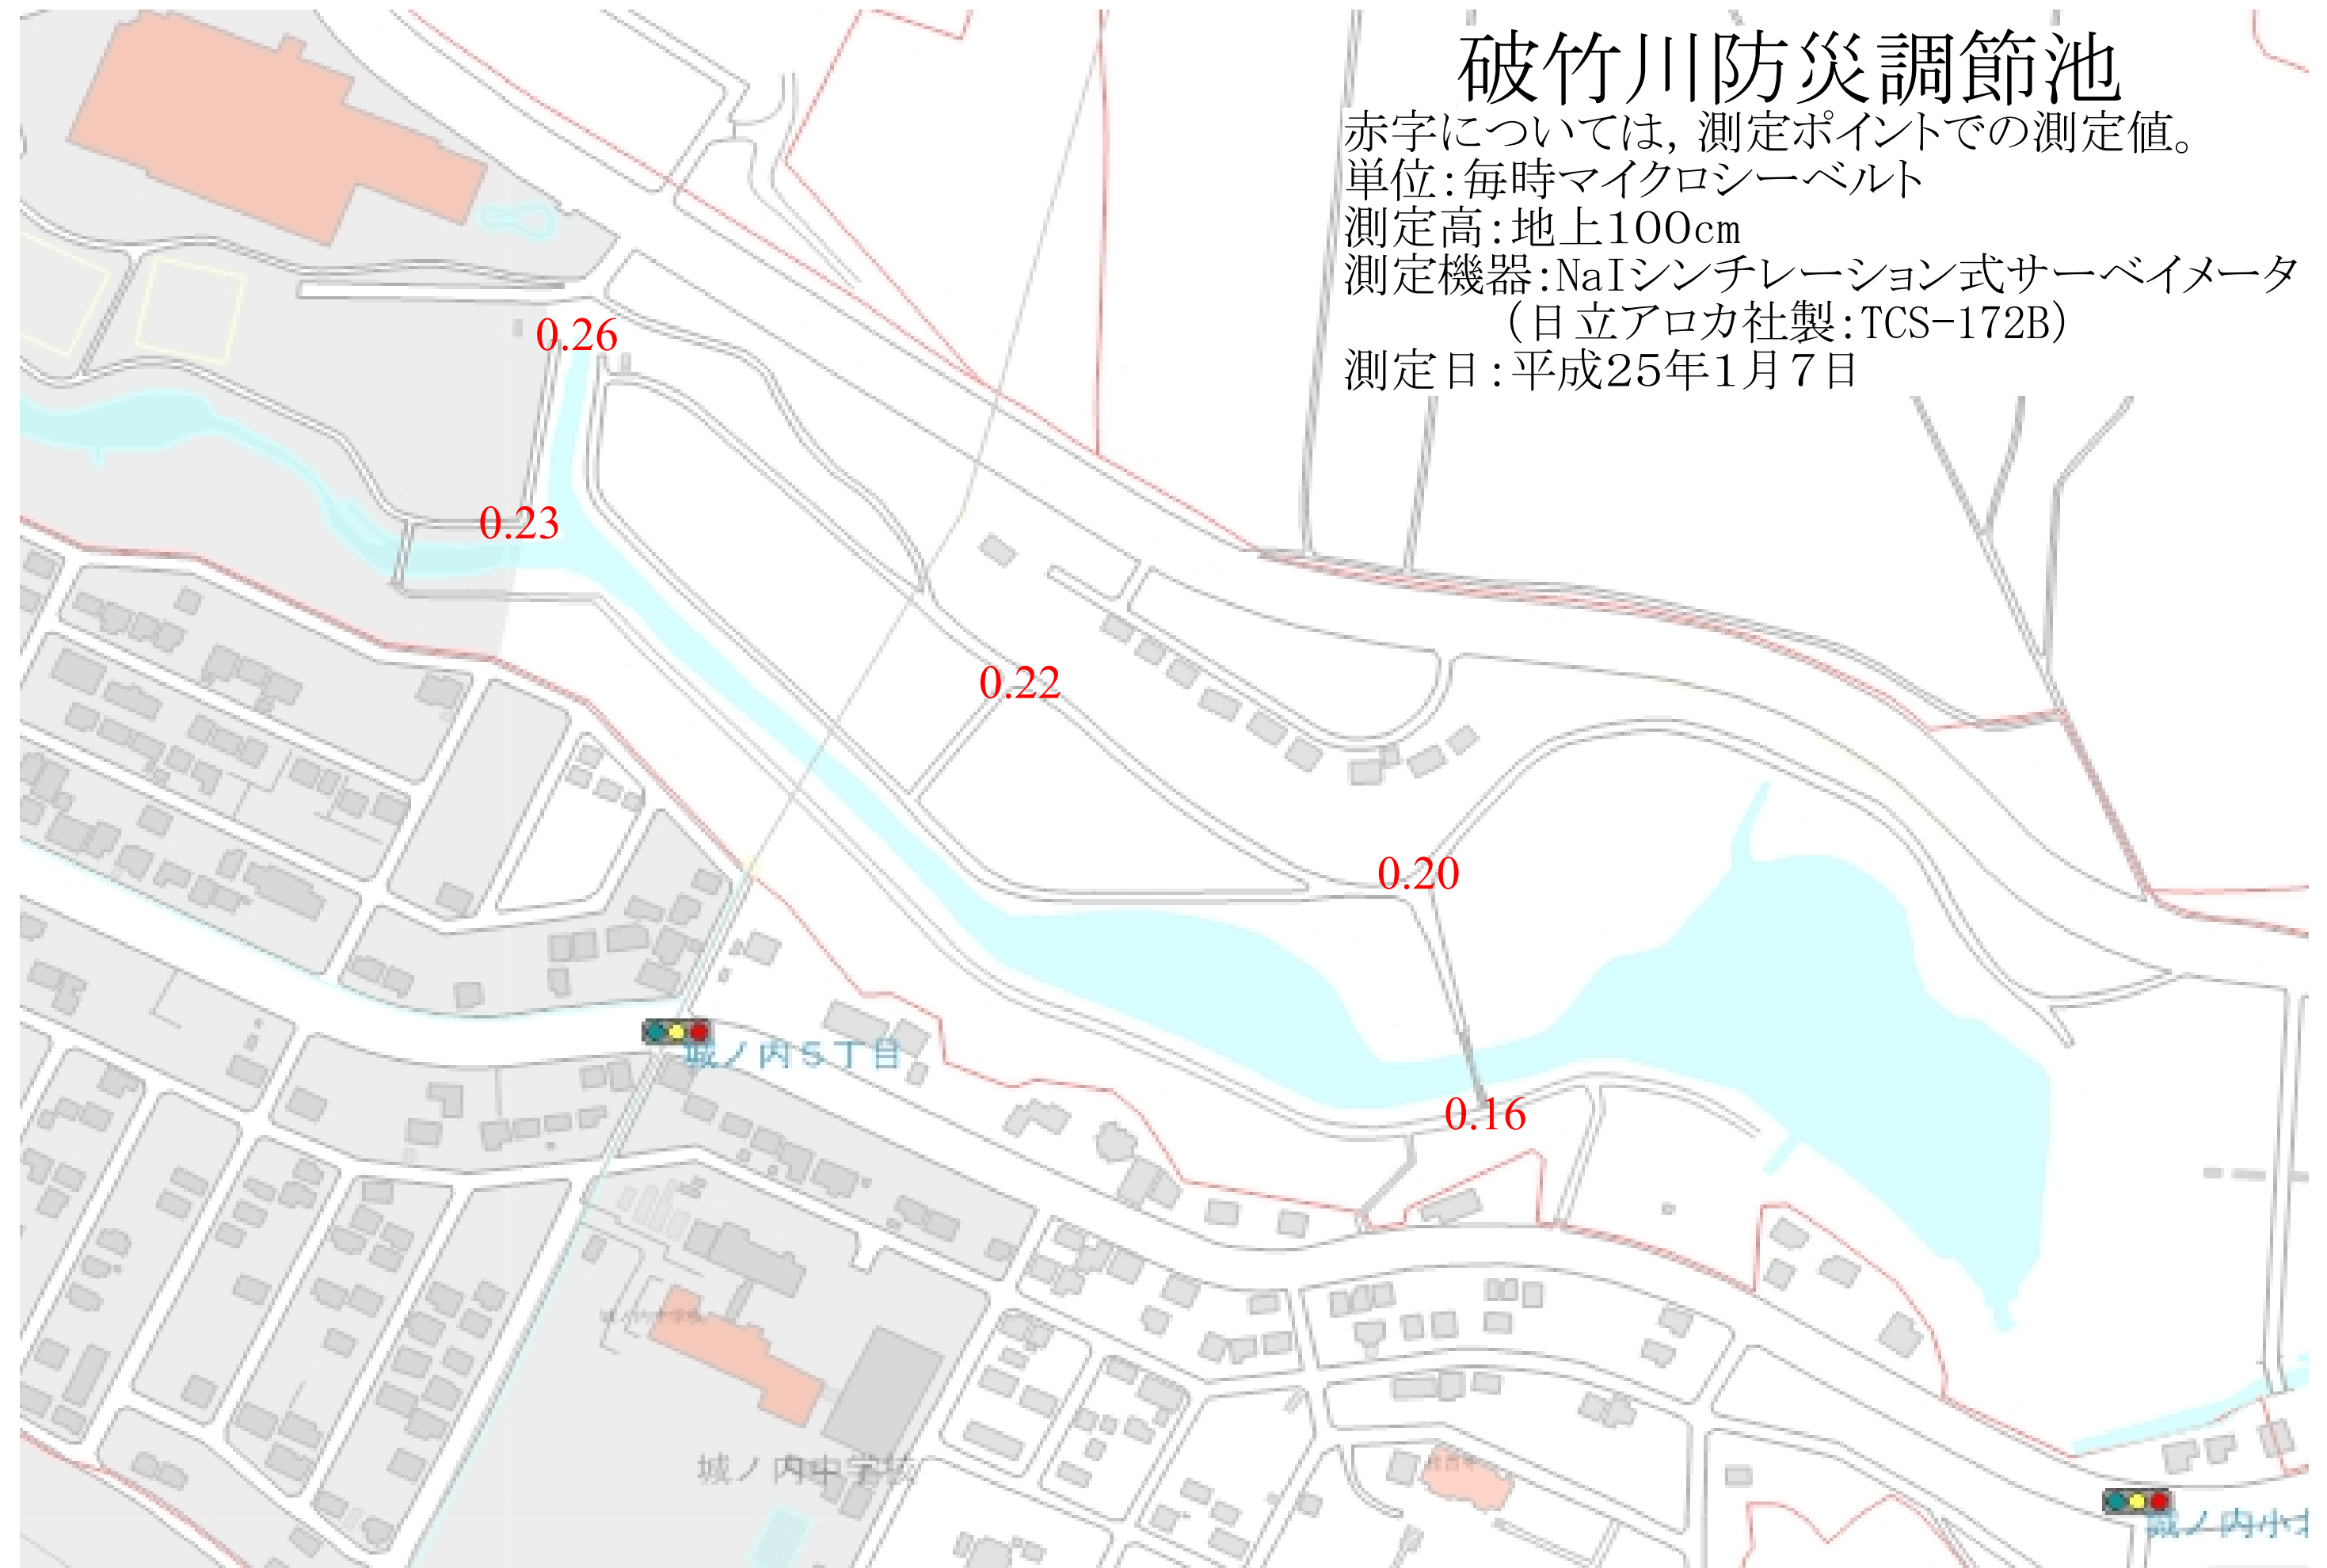 破竹川防災調節池
赤字については，測定ポイントでの測定値。
単位：毎時マイクロシーベルト
測定高：地上１００ｃｍ
測定機器：ＮａＩシンチレーション式サーベイメータ
（日立アロカ社製：TCS-172B）
測定日：平成２５年１月７日
0.26
0.23
0.22
0.20
0.16
城ノ内５丁目
城ノ内中学校
城ノ内小